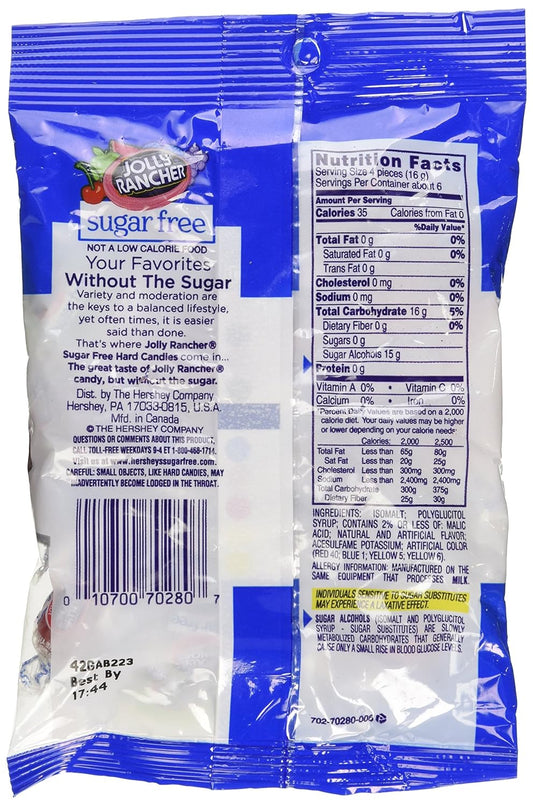 JOLLY
RANCHER
sugar free
NOT A LOW CALORIE FOOD
Your Favorites
Without The Sugar
Variety and moderation are
the keys to a balanced lifestyle,
yet often times, it is easier
said than done.
That's where Jolly Rancher®
Sugar Free Hard Candies come in...
The great taste of Jolly Rancher®
candy, but without the sugar.
Dist. by The Hershey Company
Hershey, PA 17033-0815, U.S.A.
Mfd. in Canada
© THE HERSHEY COMPANY
QUESTIONS OR COMMENTS ABOUT THIS PRODUCT,
CALL TOLL-FREE WEEKDAYS 9-4 ET 1-800-468-1714.
Visit us at www.hersheyssugarfree.com.
CAREFUL: SMALL OBJECTS, LIKE HARD CANDIES, MAY
INADVERTENTLY BECOME LODGED IN THE THROAT.
0 10700 70280 7
42GAB223
Best By
17:44
Nutrition Facts
Serving Size 4 pieces (16 g)
Servings Per Container about 6
Amount Per Serving
Calories 35 Calories from Fat 0
%Daily Value*
Total Fat 0 g 0%
Saturated Fat 0 g 0%
Trans Fat 0 g
Cholesterol 0 mg 0%
Sodium 0 mg 0%
Total Carbohydrate 16 g 5%
Dietary Fiber 0 g 0%
Sugars 0 g
Sugar Alcohols 15 g
Protein 0 g
Vitamin A 0% • Vitamin C 0%
Calcium 0% • Iron 0%
*Percent Daily Values are based on a 2,000
calorie diet. Your daily values may be higher
or lower depending on your calorie needs:
Calories: 2,000 2,500
Total Fat Less than 65g 80g
Sat Fat Less than 20g 25g
Cholesterol Less than 300mg 300mg
Sodium Less than 2,400mg 2,400mg
Total Carbohydrate 300g 375g
Dietary Fiber 25g 30g
INGREDIENTS: ISOMALT; POLYGLUCITOL
SYRUP; CONTAINS 2% OR LESS OF: MALIC
ACID; NATURAL AND ARTIFICIAL FLAVOR;
ACESULFAME POTASSIUM; ARTIFICIAL COLOR
(RED 40; BLUE 1; YELLOW 5; YELLOW 6).
ALLERGY INFORMATION: MANUFACTURED ON THE
SAME EQUIPMENT THAT PROCESSES MILK.
INDIVIDUALS SENSITIVE TO SUGAR SUBSTITUTES
MAY EXPERIENCE A LAXATIVE EFFECT.
SUGAR ALCOHOLS (ISOMALT AND POLYGLUCITOL
SYRUP - SUGAR SUBSTITUTES) ARE SLOWLY
METABOLIZED CARBOHYDRATES THAT GENERALLY
CAUSE ONLY A SMALL RISE IN BLOOD GLUCOSE LEVELS.
702-70280-006